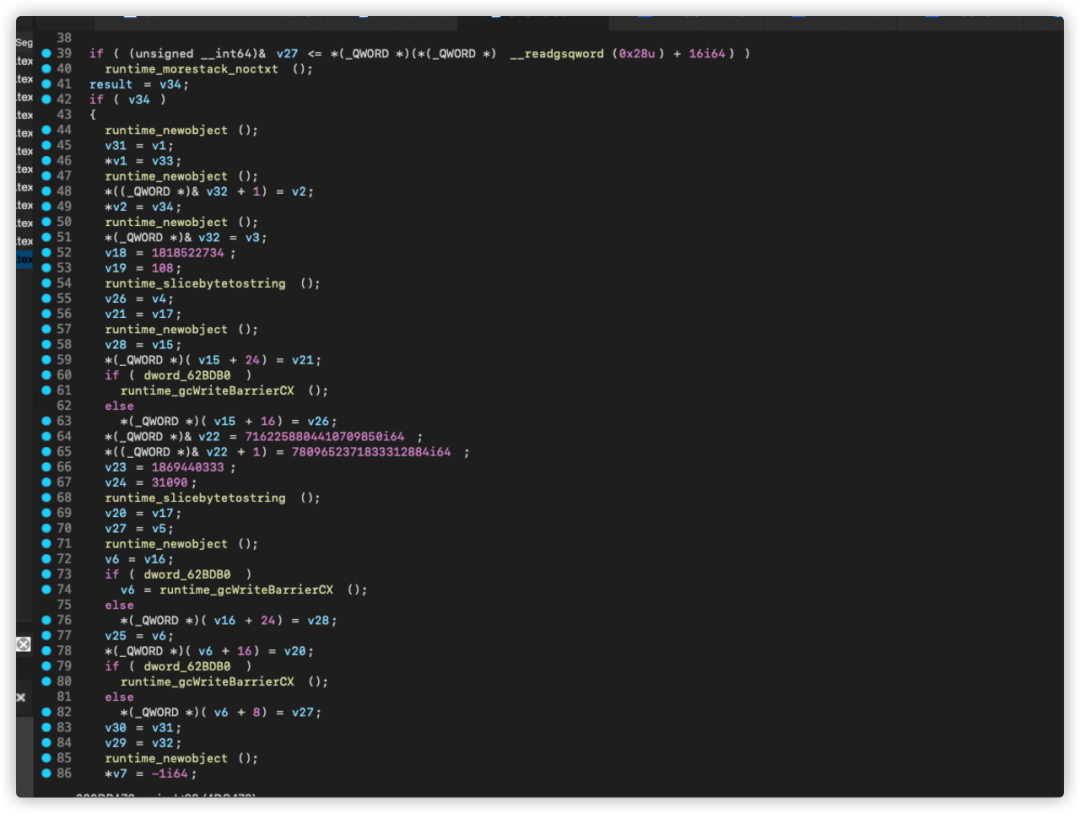 Seg
.tex
.tex
.tex
.tex
.tex
.tex
.tex
.tex
.tex
.tex
.tex
.tex
38
39 if ( (unsigned __int64)& v27 <= *(_QWORD *)(*(_QWORD *) __readgsqword (0x28u ) + 16i64 ) )
40 runtime_morestack_noctxt ();
41 result = v34;
42 if ( v34 )
43 {
44 runtime_newobject ();
45 v31 = v1;
46 *v1 = v33;
47 runtime_newobject ();
48 *((_QWORD *)& v32 + 1) = v2;
49 *v2 = v34;
50 runtime_newobject ();
51 *(_QWORD *)& v32 = v3;
52 v18 = 1818522734 ;
53 v19 = 108;
54 runtime_slicebytetostring ();
55 v26 = v4;
56 v21 = v17;
57 runtime_newobject ();
58 v28 = v15;
59 *(_QWORD *)( v15 + 24) = v21;
60 if ( dword_62BDB0 )
61 runtime_gcWriteBarrierCX ();
62 else
63 *(_QWORD *)( v15 + 16) = v26;
64 *(_QWORD *)& v22 = 7162258804410709850i64 ;
65 *((_QWORD *)& v22 + 1) = 7809652371833312884i64 ;
66 v23 = 1869440333 ;
67 v24 = 31090;
68 runtime_slicebytetostring ();
69 v20 = v17;
70 v27 = v5;
71 runtime_newobject ();
72 v6 = v16;
73 if ( dword_62BDB0 )
74 v6 = runtime_gcWriteBarrierCX ();
75 else
76 *(_QWORD *)( v16 + 24) = v28;
77 v25 = v6;
78 *(_QWORD *)( v6 + 16) = v20;
79 if ( dword_62BDB0 )
80 runtime_gcWriteBarrierCX ();
81 else
82 *(_QWORD *)( v6 + 8) = v27;
83 v30 = v31;
84 v29 = v32;
85 runtime_newobject ();
86 *v7 = -1i64;